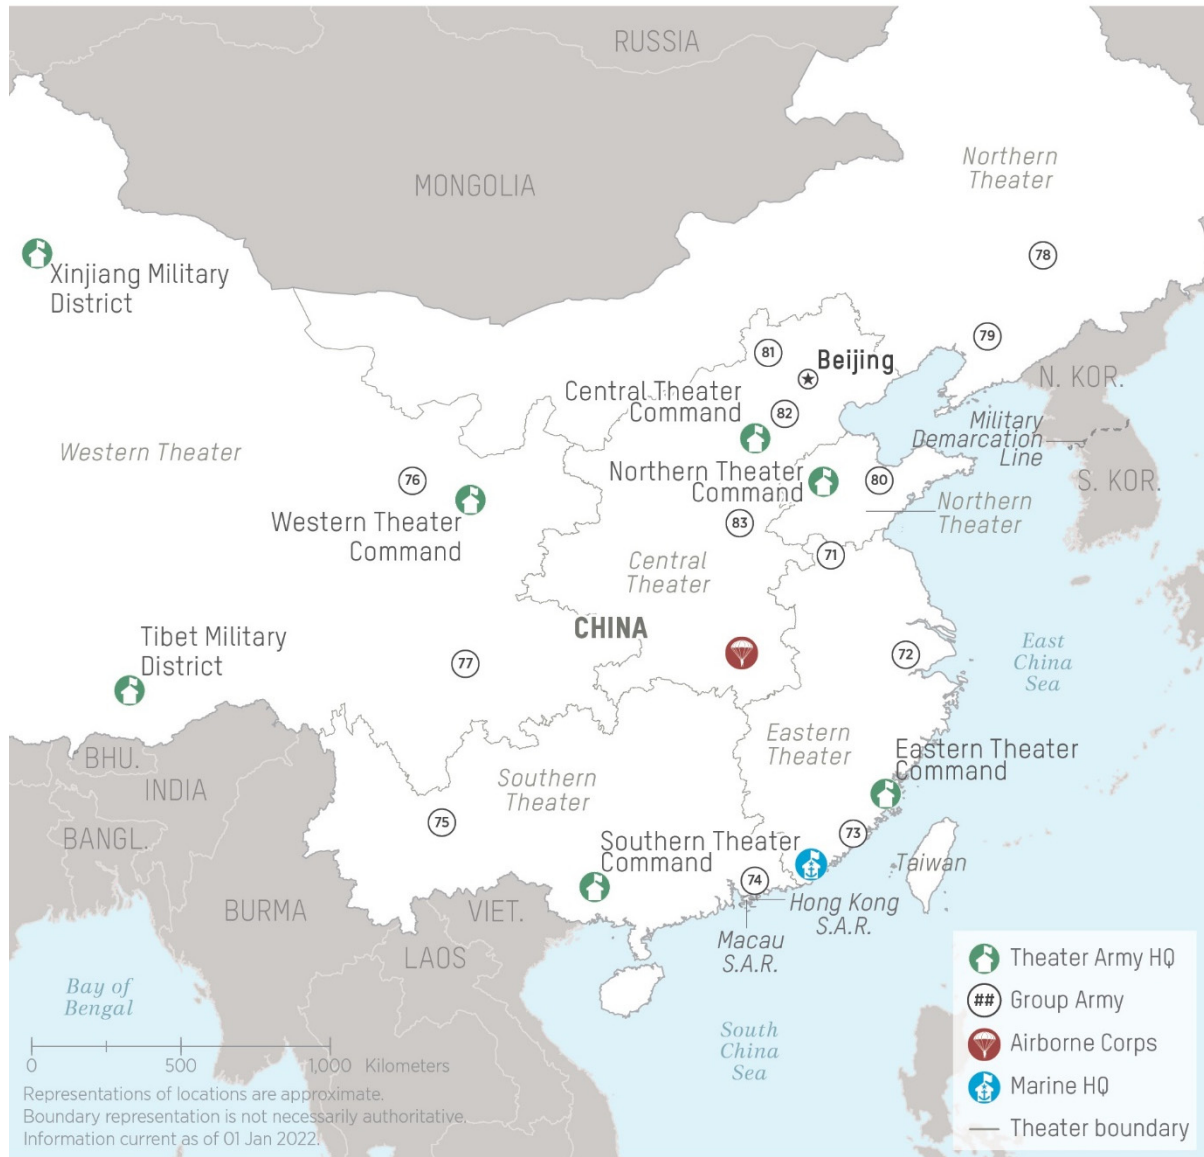 RUSSIA
MONGOLIA
Northern
Theater
78
Xinjiang Military
District
79
81
Beijing
N. KOR.
Central Theater
Command
82
Military
Demarcation
Line
Western Theater
S. KOR.
76
Northern Theater
Command
80
Northern
Theater
Western Theater
Command
83
71
Central
Theater
CHINA
Tibet Military
District
77
72
East
China
Sea
BHU.
INDIA
BANGL.
Eastern
Theater
Eastern Theater
Command
Southern
Theater
75
73
Southern Theater
Command
Taiwan
74
Hong Kong
S.A.R.
Macau
S.A.R.
BURMA
VIET.
LAOS
Bay of
Bengal
South
China
Sea
Theater Army HQ
## Group Army
Airborne Corps
Marine HQ
Theater boundary
0 500 1,000 Kilometers
Representations of locations are approximate.
Boundary representation is not necessarily authoritative.
Information current as of 01 Jan 2022.